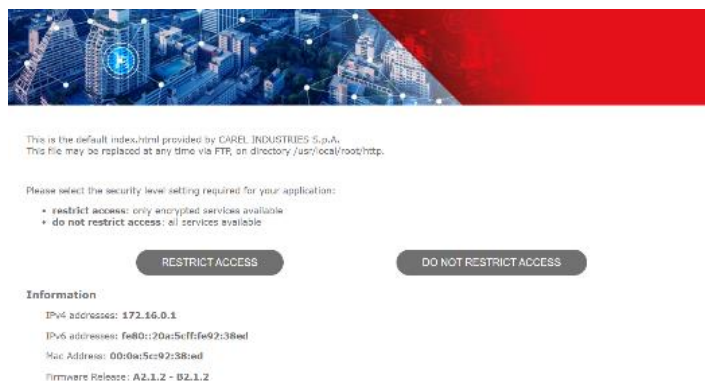 This is the default index.html provided by CAREL INDUSTRIES S.p.A.
This file may be replaced at any time via FTP, on directory /usr/local/root/http.
Please select the security level setting required for your application:
• restrict access: only encrypted services available
• do not restrict access: all services available
RESTRICT ACCESS
DO NOT RESTRICT ACCESS
Information
IPv4 addresses: 172.16.0.1
IPv6 addresses: fe80::20a:5cff:fe92:38ed
Mac Address: 00:0a:5c:92:38:ed
Firmware Release: A2.1.2 - B2.1.2